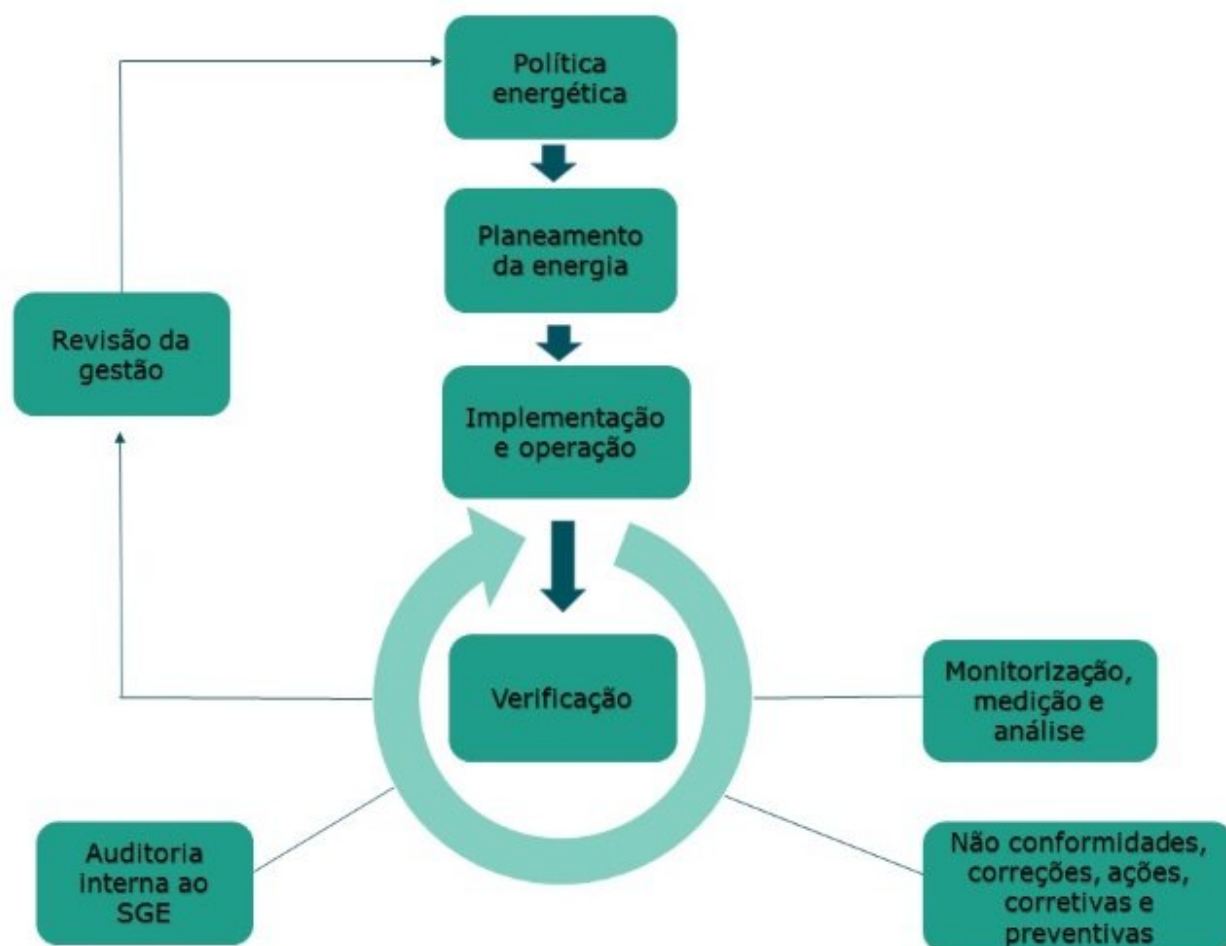 Política
energética
Planeamento
da energia
Revisão da
gestão
Implementação
e operação
Verificação
Monitorização,
medição e
análise
Auditoria
interna ao
SGE
Não conformidades,
correções, ações,
corretivas e
preventivas